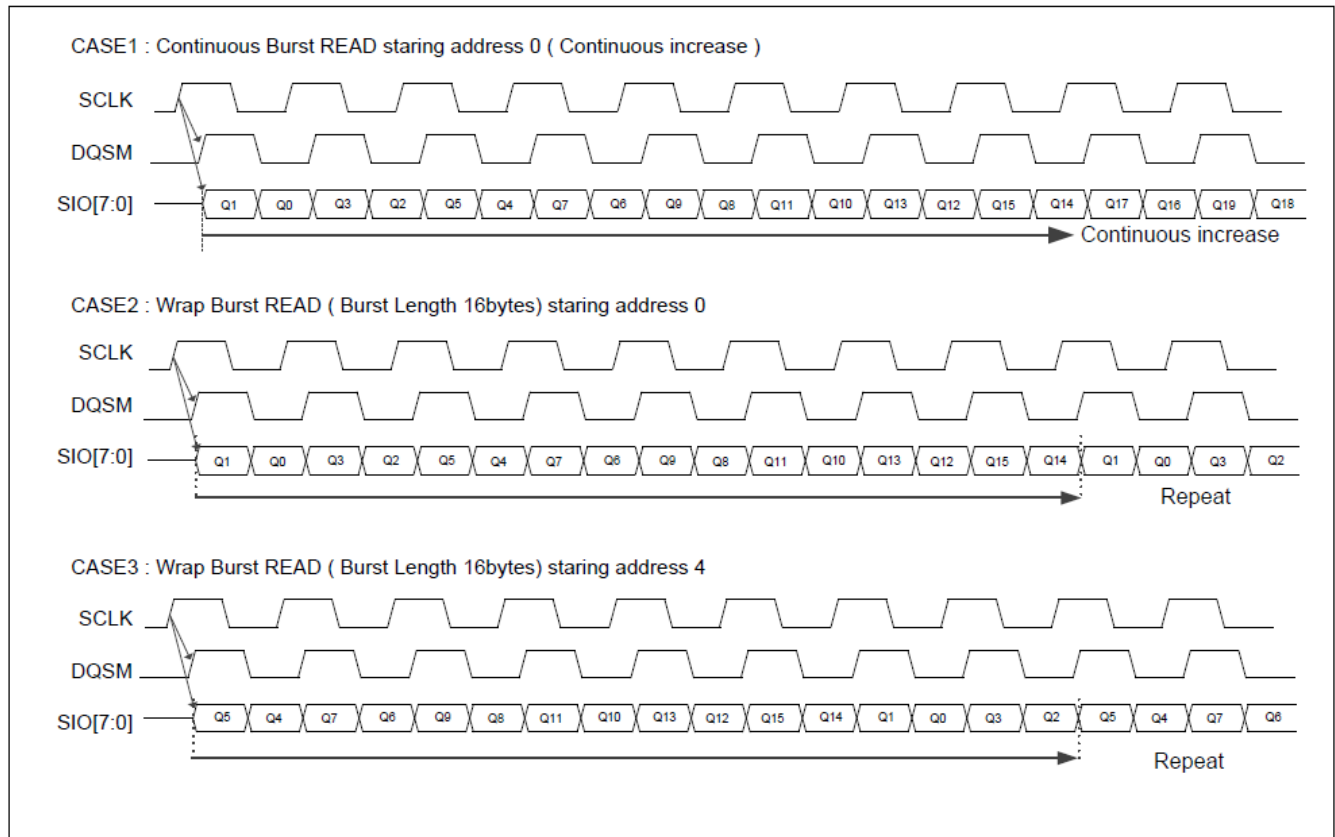 CASE1 : Continuous Burst READ staring address 0 ( Continuous increase )
SCLK
DQSM
SIO[7:0] Q1 Q0 Q3 Q2 Q5 Q4 Q7 Q6 Q9 Q8 Q11 Q10 Q13 Q12 Q15 Q14 Q17 Q16 Q19 Q18
Continuous increase
CASE2 : Wrap Burst READ ( Burst Length 16bytes) staring address 0
SCLK
DQSM
SIO[7:0] Q1 Q0 Q3 Q2 Q5 Q4 Q7 Q6 Q9 Q8 Q11 Q10 Q13 Q12 Q15 Q14 Q1 Q0 Q3 Q2
Repeat
CASE3 : Wrap Burst READ ( Burst Length 16bytes) staring address 4
SCLK
DQSM
SIO[7:0] Q5 Q4 Q7 Q6 Q9 Q8 Q11 Q10 Q13 Q12 Q15 Q14 Q1 Q0 Q3 Q2 Q5 Q4 Q7 Q6
Repeat